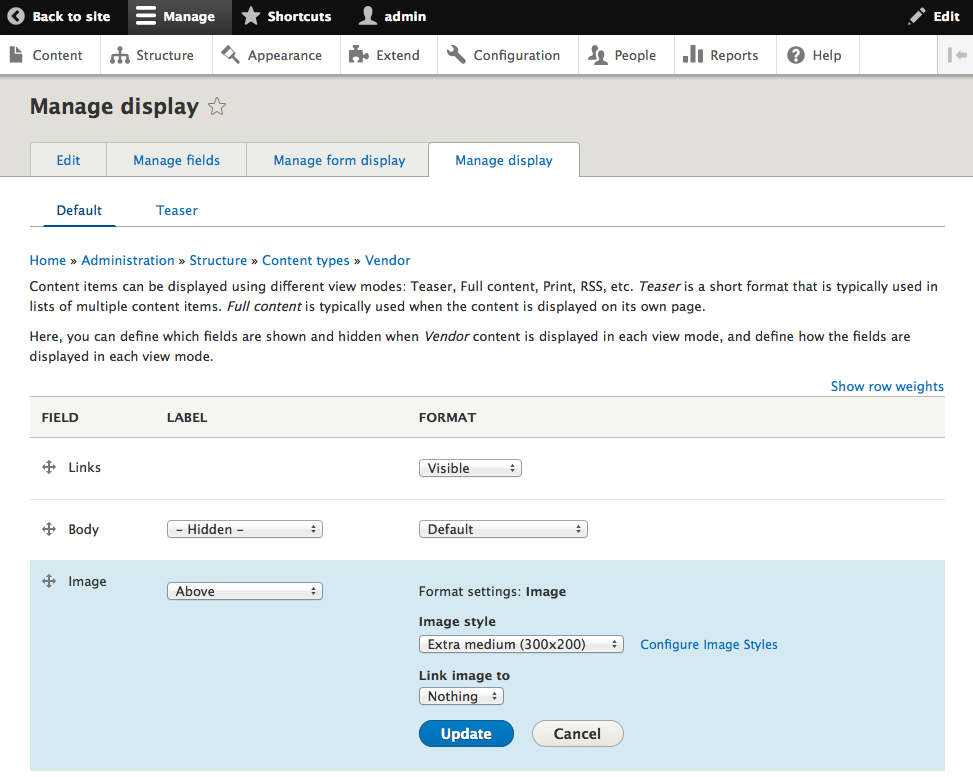 Back to site Manage Shortcuts admin Edit
Content Structure Appearance Extend Configuration People Reports Help
Manage display
Edit Manage fields Manage form display Manage display
Default Teaser
Home » Administration » Structure » Content types » Vendor
Content items can be displayed using different view modes: Teaser, Full content, Print, RSS, etc. Teaser is a short format that is typically used in
lists of multiple content items. Full content is typically used when the content is displayed on its own page.
Here, you can define which fields are shown and hidden when Vendor content is displayed in each view mode, and define how the fields are
displayed in each view mode.
Show row weights
FIELD LABEL FORMAT
Links Visible
Body – Hidden – Default
Image Above Format settings: Image
Image style
Extra medium (300x200) Configure Image Styles
Link image to
Nothing
Update Cancel